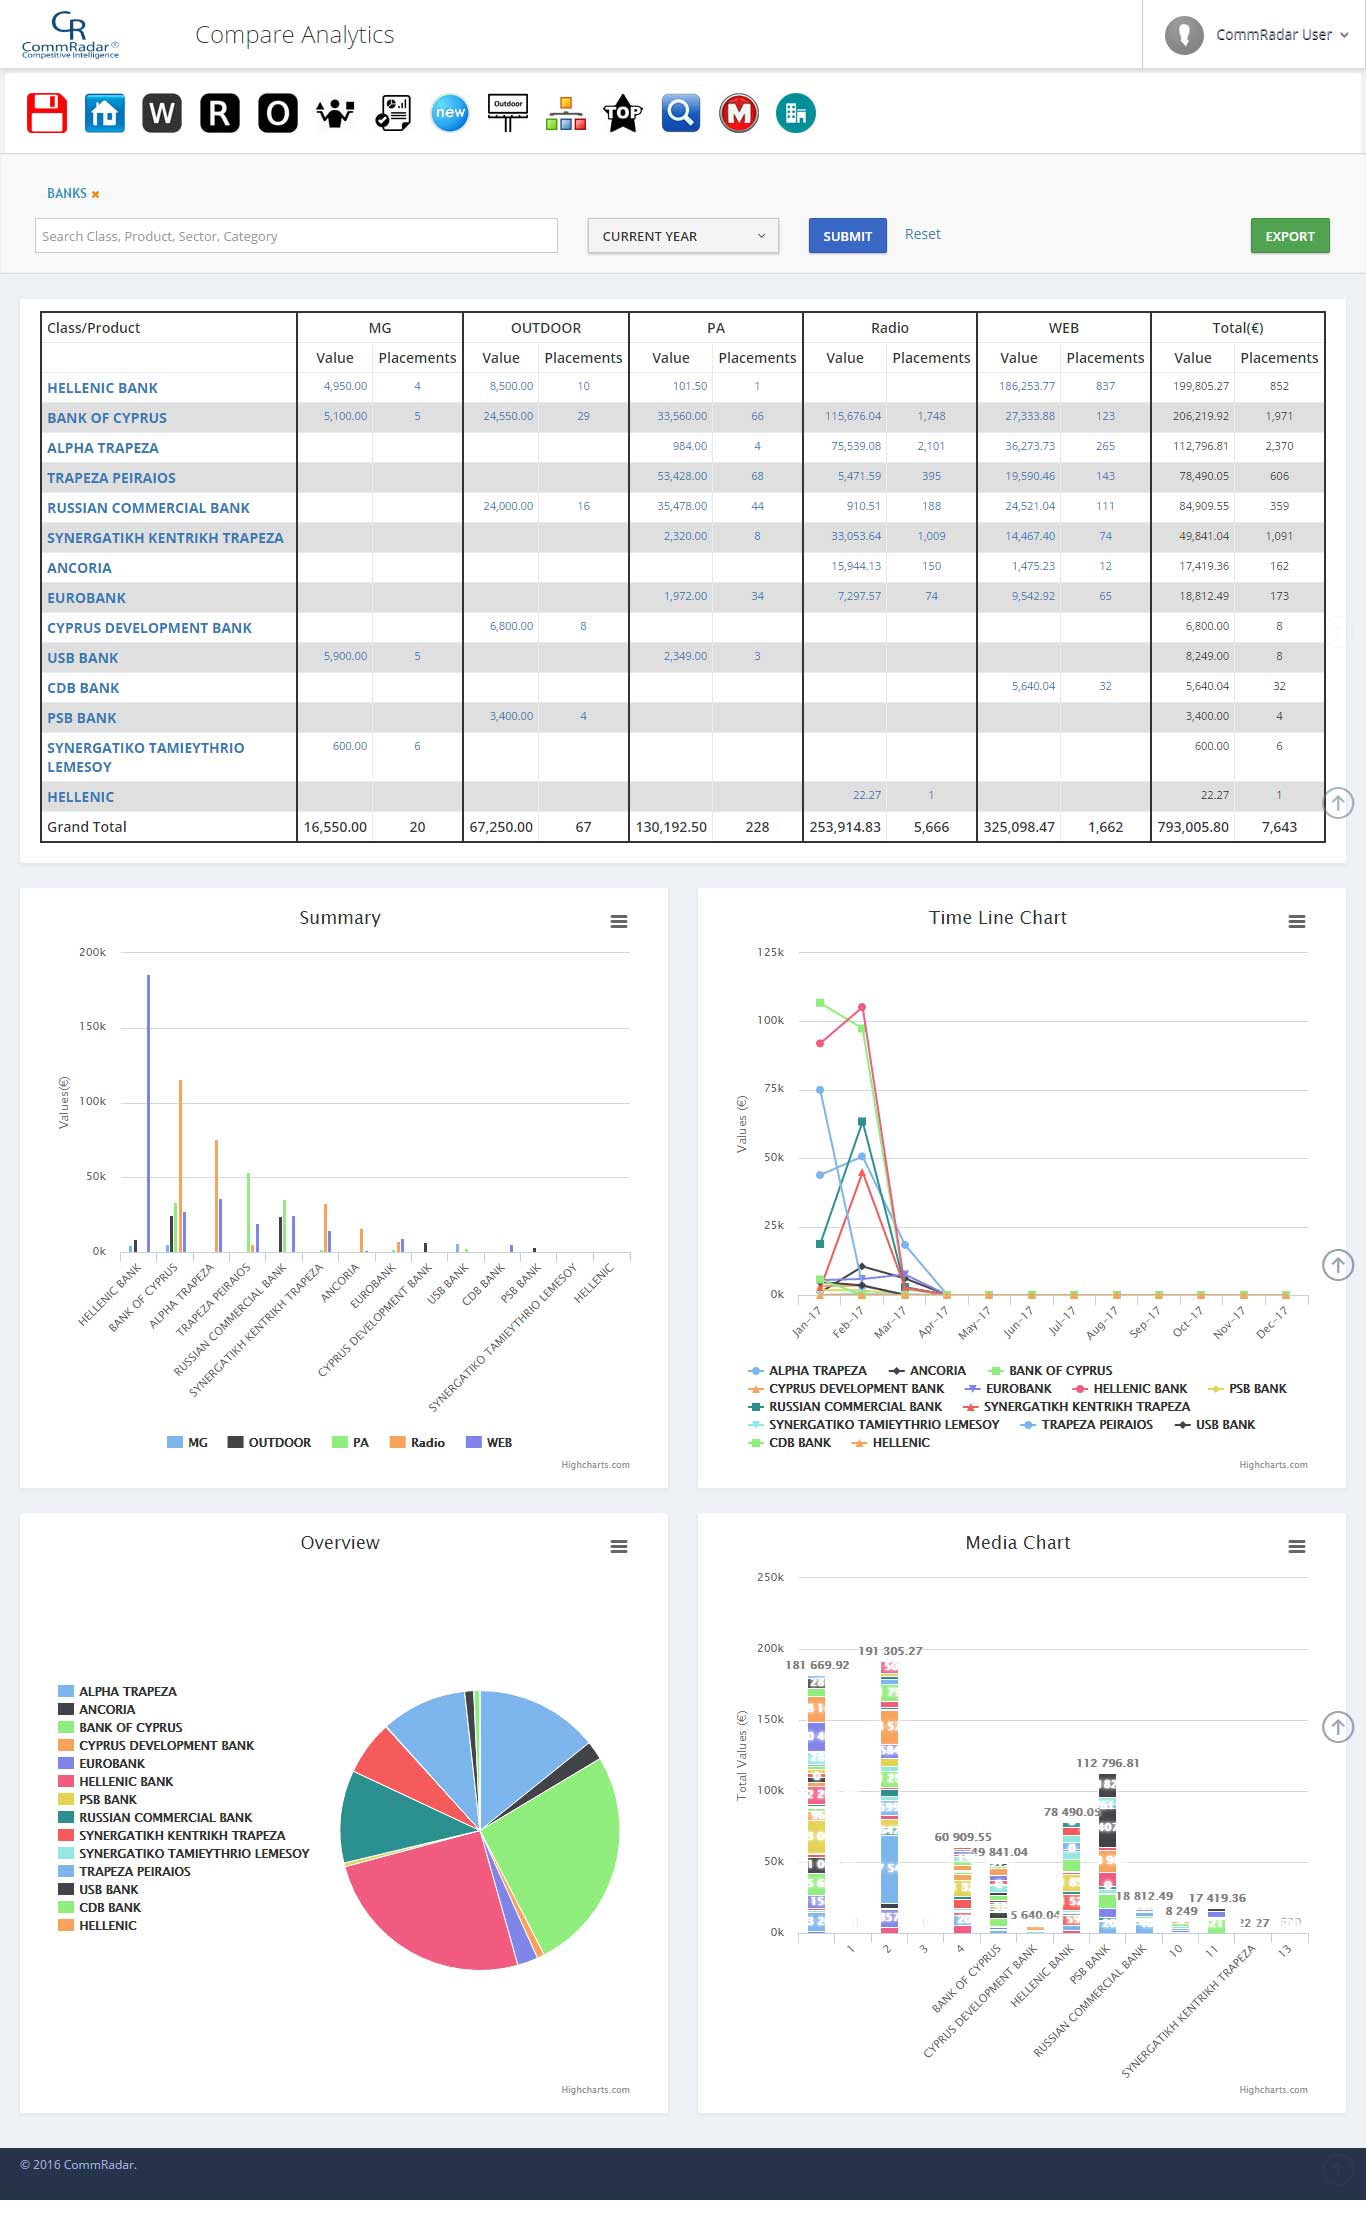 CR
CommRadar®
Competitive Intelligence
Compare Analytics
CommRadar User
W R O new Outdoor TOP M
BANKS
Search Class, Product, Sector, Category
CURRENT YEAR
SUBMIT
Reset
EXPORT
Class/Product MG OUTDOOR PA Radio WEB Total(€)
Value Placements Value Placements Value Placements Value Placements Value Placements Value Placements
HELLENIC BANK 4,950.00 4 8,500.00 10 101.50 1 186,253.77 837 199,805.27 852
BANK OF CYPRUS 5,100.00 5 24,550.00 29 33,560.00 66 115,676.04 1,748 27,333.88 123 206,219.92 1,971
ALPHA TRAPEZA 984.00 4 75,539.08 2,101 36,273.73 265 112,796.81 2,370
TRAPEZA PEIRAIOS 53,428.00 68 5,471.59 395 19,590.46 143 78,490.05 606
RUSSIAN COMMERCIAL BANK 24,000.00 16 35,478.00 44 910.51 188 24,521.04 111 84,909.55 359
SYNERGATIKH KENTRIKH TRAPEZA 2,320.00 8 33,053.64 1,009 14,467.40 74 49,841.04 1,091
ANCORIA 15,944.13 150 1,475.23 12 17,419.36 162
EUROBANK 1,972.00 34 7,297.57 74 9,542.92 65 18,812.49 173
CYPRUS DEVELOPMENT BANK 6,800.00 8 6,800.00 8
USB BANK 5,900.00 5 2,349.00 3 8,249.00 8
CDB BANK 5,640.04 32 5,640.04 32
PSB BANK 3,400.00 4 3,400.00 4
SYNERGATIKO TAMIEYTHRIO
LEMESOY 600.00 6 600.00 6
HELLENIC 22.27 1 22.27 1
Grand Total 16,550.00 20 67,250.00 67 130,192.50 228 253,914.83 5,666 325,098.47 1,662 793,005.80 7,643
Summary
Values(€)
200k
150k
100k
50k
0k
HELLENIC BANK
BANK OF CYPRUS
ALPHA TRAPEZA
TRAPEZA PEIRAIOS
RUSSIAN COMMERCIAL BANK
SYNERGATIKH KENTRIKH TRAPEZA
ANCORIA
EUROBANK
CYPRUS DEVELOPMENT BANK
USB BANK
CDB BANK
PSB BANK
SYNERGATIKO TAMIEYTHRIO LEMESOY
HELLENIC
MG OUTDOOR PA Radio WEB
Highcharts.com
Time Line Chart
Values (€)
125k
100k
75k
50k
25k
0k
Jan-17
Feb-17
Mar-17
Apr-17
May-17
Jun-17
Jul-17
Aug-17
Sep-17
Oct-17
Nov-17
Dec-17
ALPHA TRAPEZA ANCORIA BANK OF CYPRUS
CYPRUS DEVELOPMENT BANK EUROBANK HELLENIC BANK PSB BANK
RUSSIAN COMMERCIAL BANK SYNERGATIKH KENTRIKH TRAPEZA
SYNERGATIKO TAMIEYTHRIO LEMESOY TRAPEZA PEIRAIOS USB BANK
CDB BANK HELLENIC
Highcharts.com
Overview
ALPHA TRAPEZA
ANCORIA
BANK OF CYPRUS
CYPRUS DEVELOPMENT BANK
EUROBANK
HELLENIC BANK
PSB BANK
RUSSIAN COMMERCIAL BANK
SYNERGATIKH KENTRIKH TRAPEZA
SYNERGATIKO TAMIEYTHRIO LEMESOY
TRAPEZA PEIRAIOS
USB BANK
CDB BANK
HELLENIC
Highcharts.com
Media Chart
Total Values (€)
250k
200k
150k
100k
50k
0k
181 669.92
191 305.27
60 909.55
49 841.04
5 640.04
78 490.05
112 796.81
18 812.49
8 249
17 419.36
22 27
1
2
3
4
BANK OF CYPRUS
CYPRUS DEVELOPMENT BANK
HELLENIC BANK
PSB BANK
RUSSIAN COMMERCIAL BANK
10
11
SYNERGATIKH KENTRIKH TRAPEZA
13
Highcharts.com
© 2016 CommRadar.